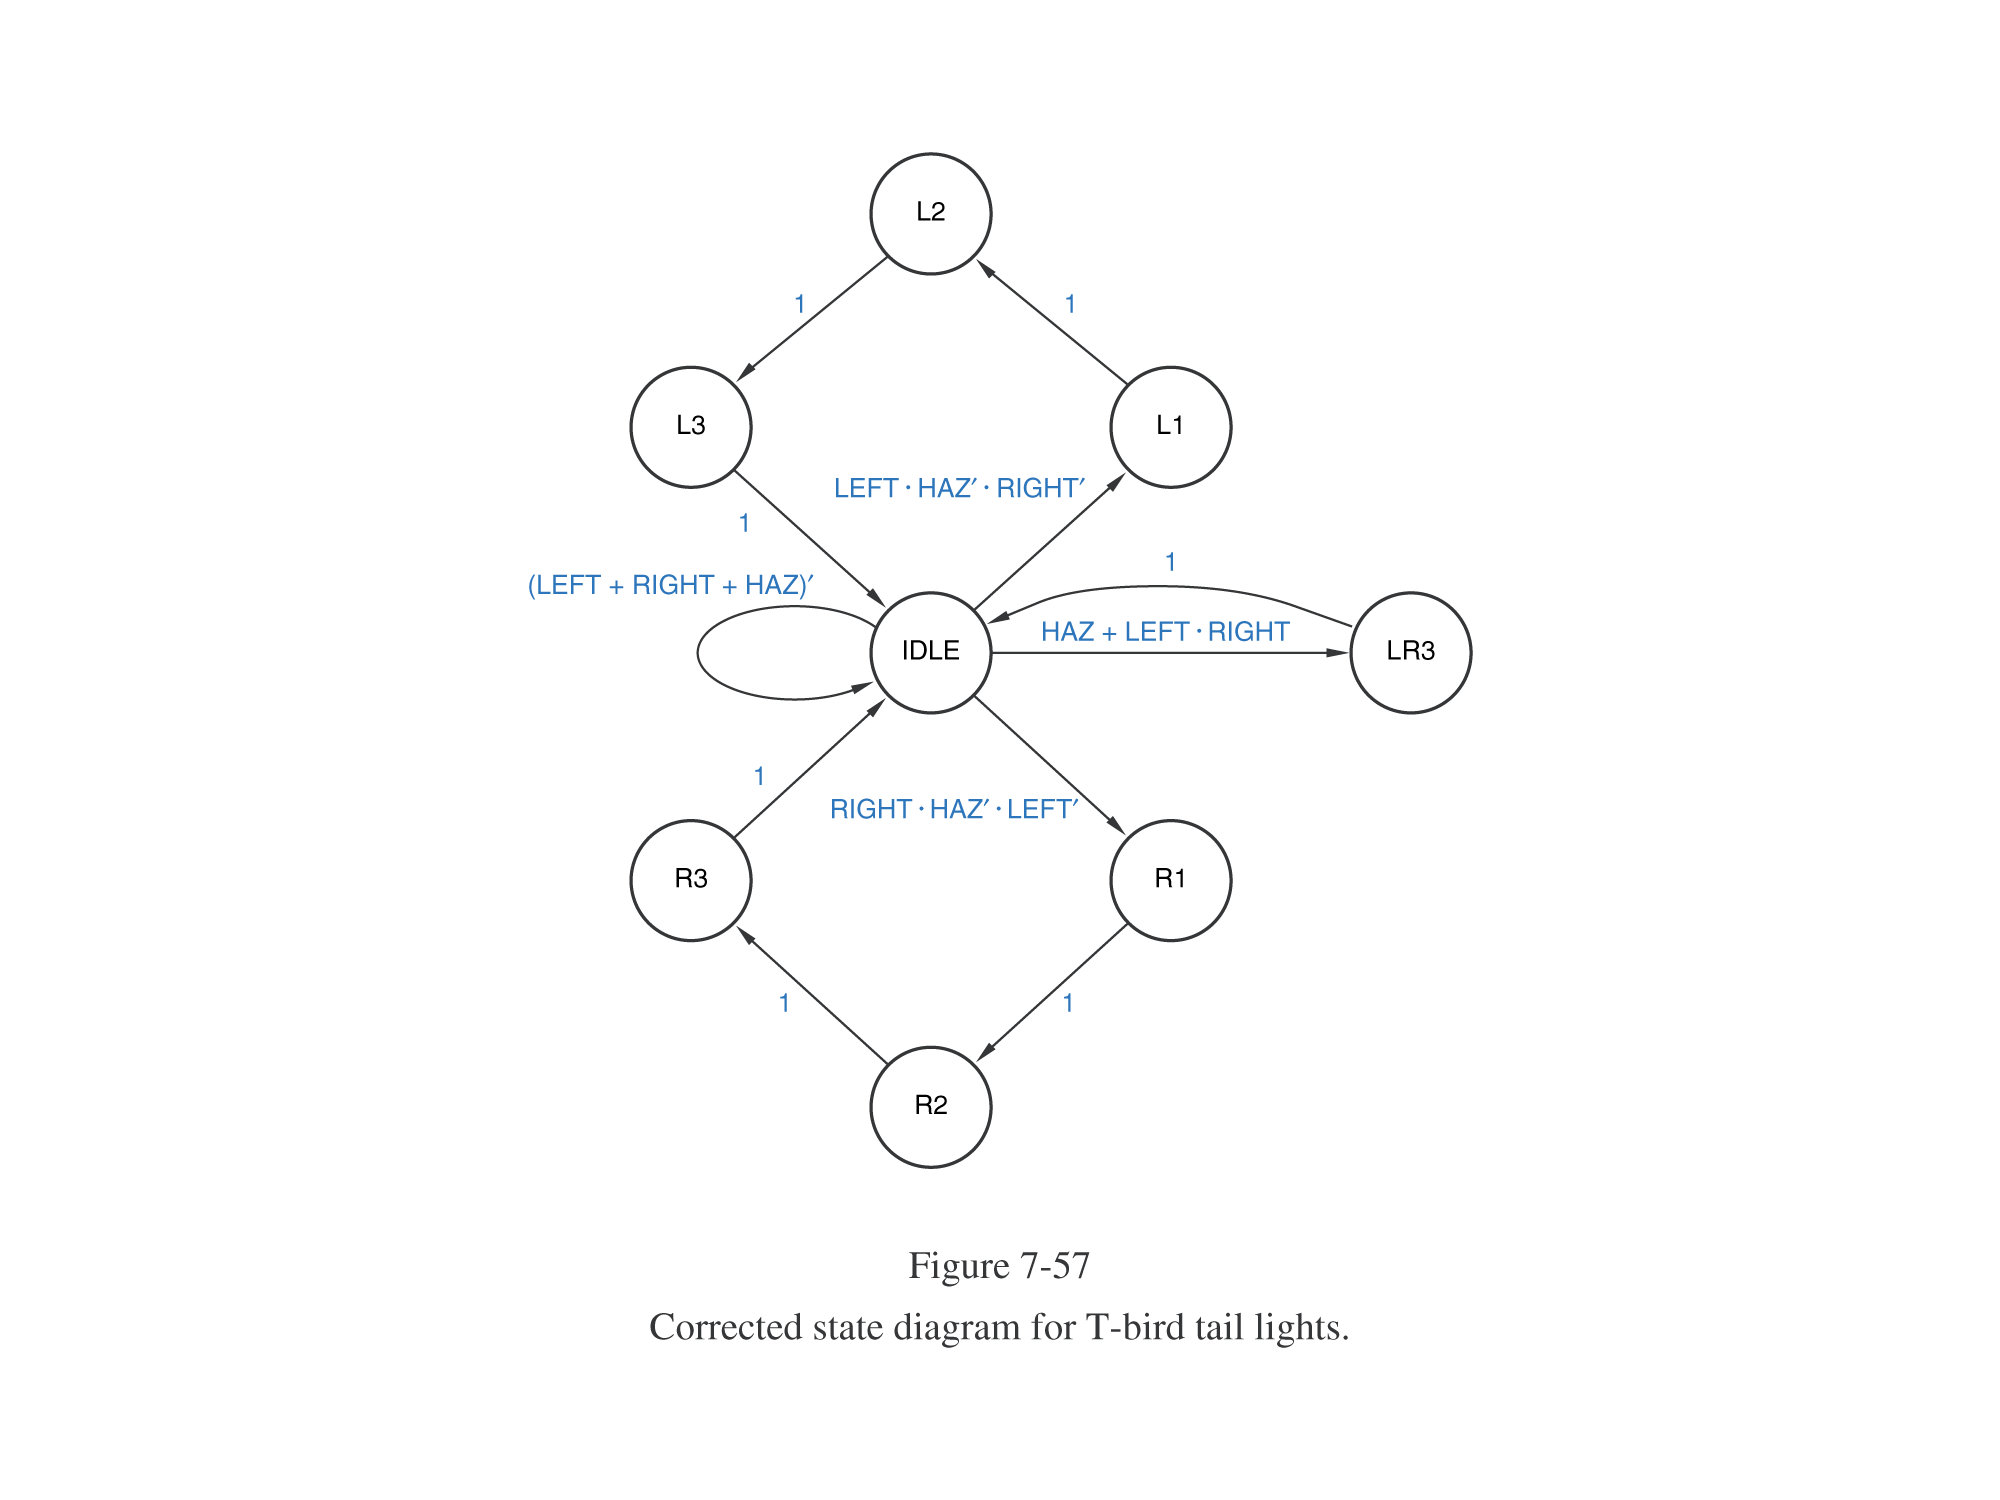 L2
1
1
L3
L1
LEFT · HAZ′ · RIGHT′
1
1
(LEFT + RIGHT + HAZ)′
HAZ + LEFT · RIGHT
IDLE
LR3
1
RIGHT · HAZ′ · LEFT′
R3
R1
1
1
R2
Figure 7-57
Corrected state diagram for T-bird tail lights.